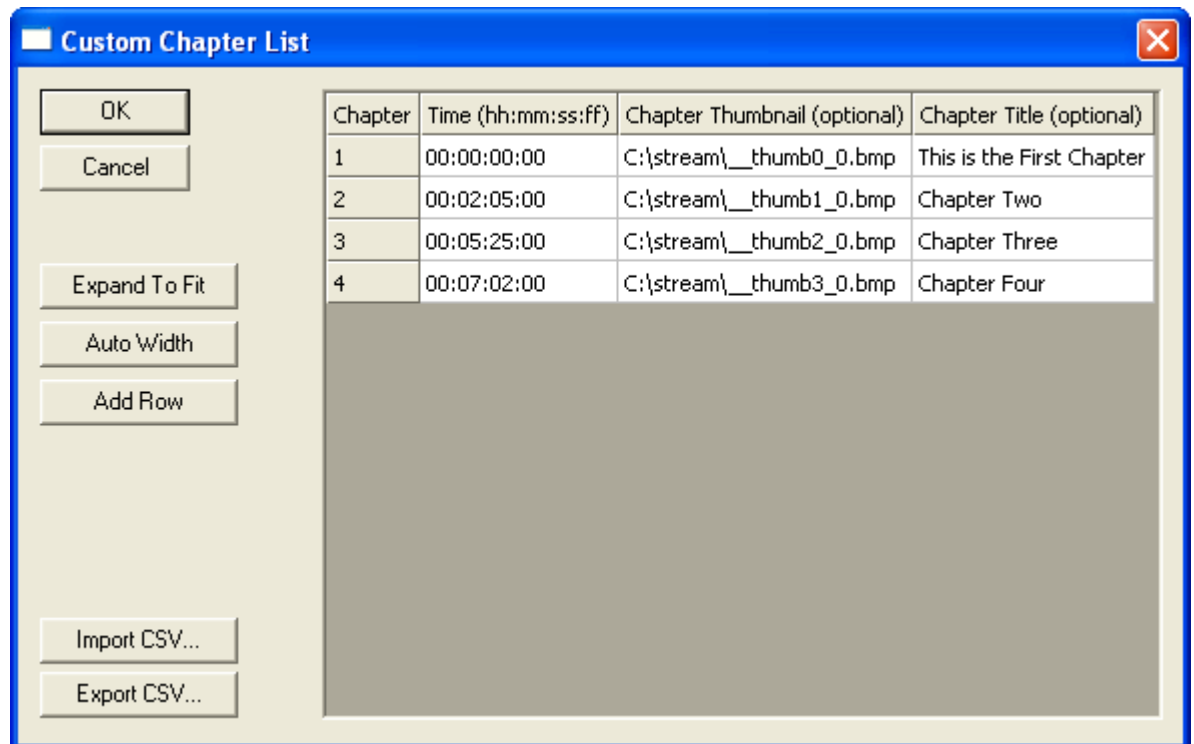 Custom Chapter List
OK
Cancel
Expand To Fit
Auto Width
Add Row
Import CSV...
Export CSV...
Chapter Time (hh:mm:ss:ff) Chapter Thumbnail (optional) Chapter Title (optional)
1 00:00:00:00 C:\stream\__thumb0_0.bmp This is the First Chapter
2 00:02:05:00 C:\stream\__thumb1_0.bmp Chapter Two
3 00:05:25:00 C:\stream\__thumb2_0.bmp Chapter Three
4 00:07:02:00 C:\stream\__thumb3_0.bmp Chapter Four